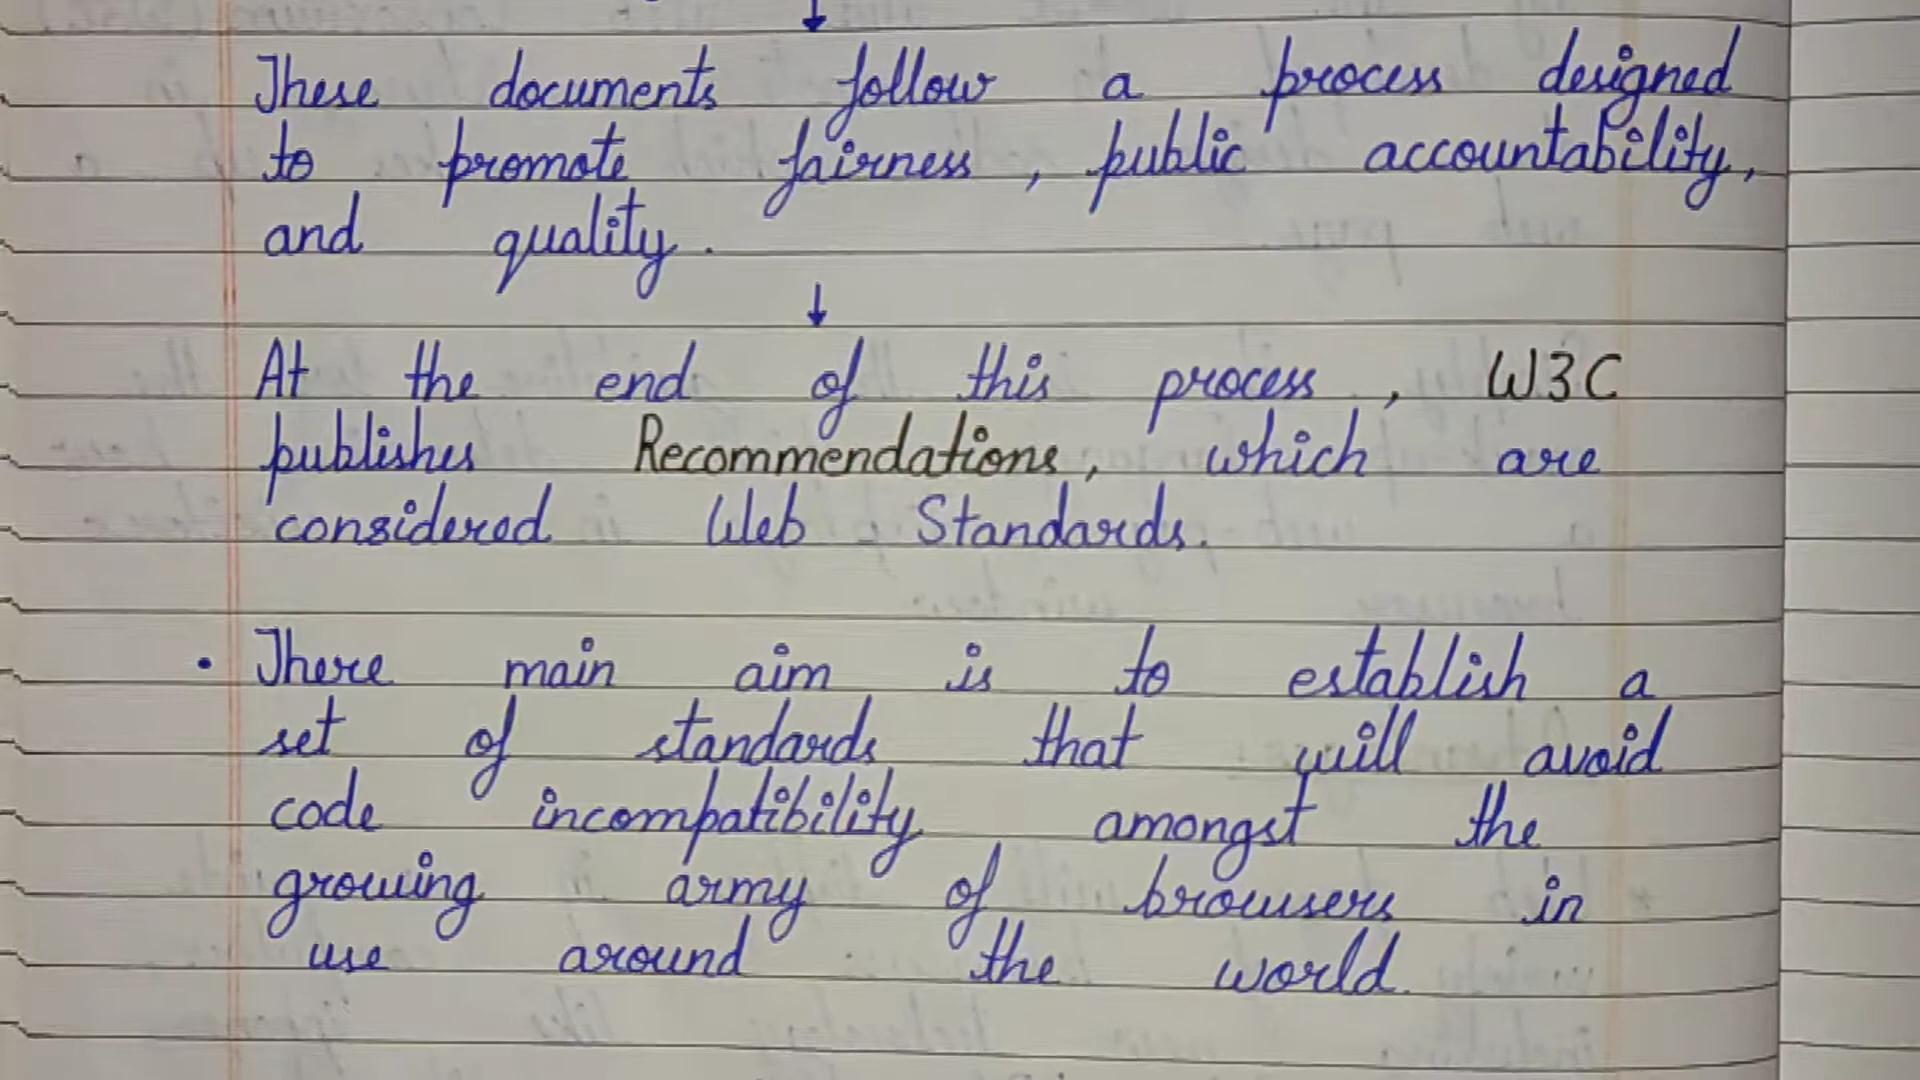 ↓
These documents follow a process designed
to promote fairness, public accountability,
and quality.
↓
At the end of this process, W3C
publishes Recommendations, which are
considered Web Standards.
• There main aim is to establish a
set of standards that will avoid
code incompatibility amongst the
growing army of browsers in
use around the world.